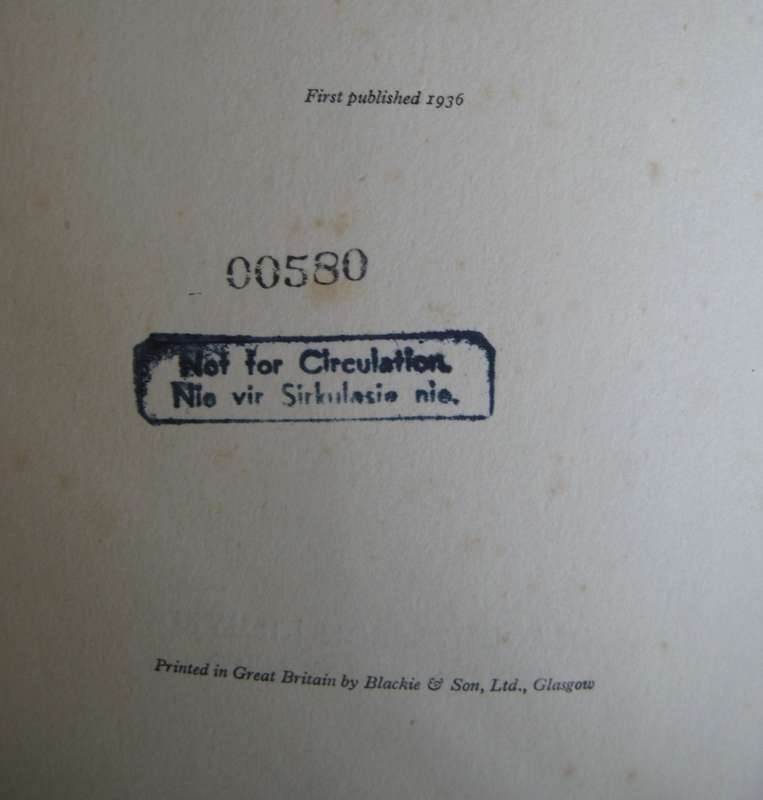 First published 1936
00580
Not for Circulation.
Nie vir Sirkulasie nie.
Printed in Great Britain by Blackie & Son, Ltd., Glasgow